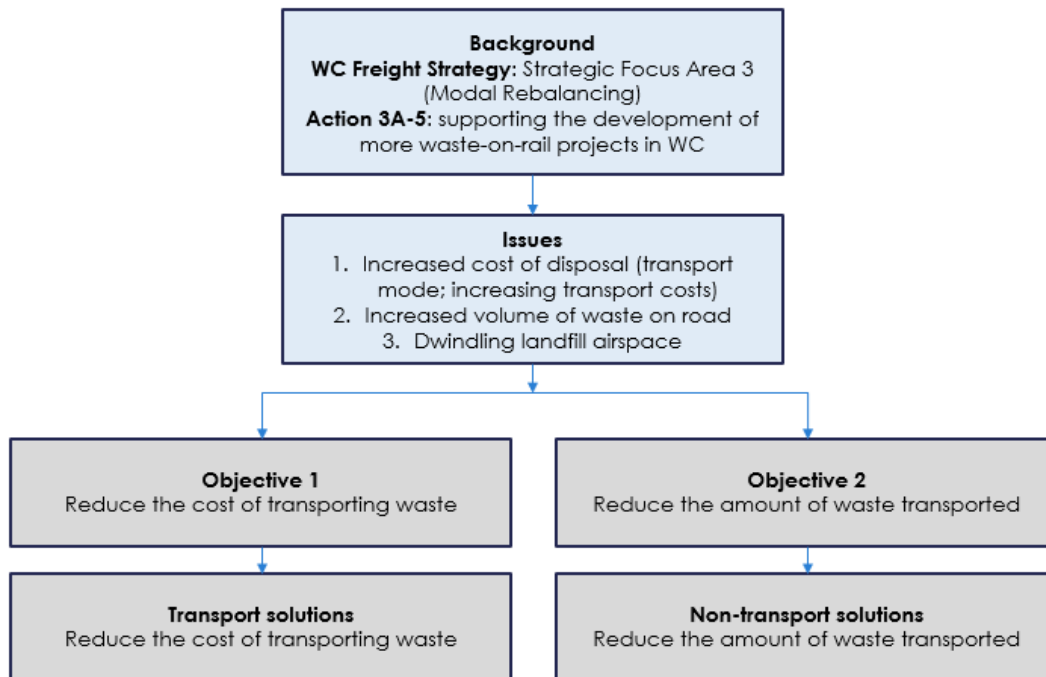 Background
WC Freight Strategy: Strategic Focus Area 3
(Modal Rebalancing)
Action 3A-5: supporting the development of
more waste-on-rail projects in WC
Issues
1. Increased cost of disposal (transport
mode; increasing transport costs)
2. Increased volume of waste on road
3. Dwindling landfill airspace
Objective 1
Reduce the cost of transporting waste
Objective 2
Reduce the amount of waste transported
Transport solutions
Reduce the cost of transporting waste
Non-transport solutions
Reduce the amount of waste transported